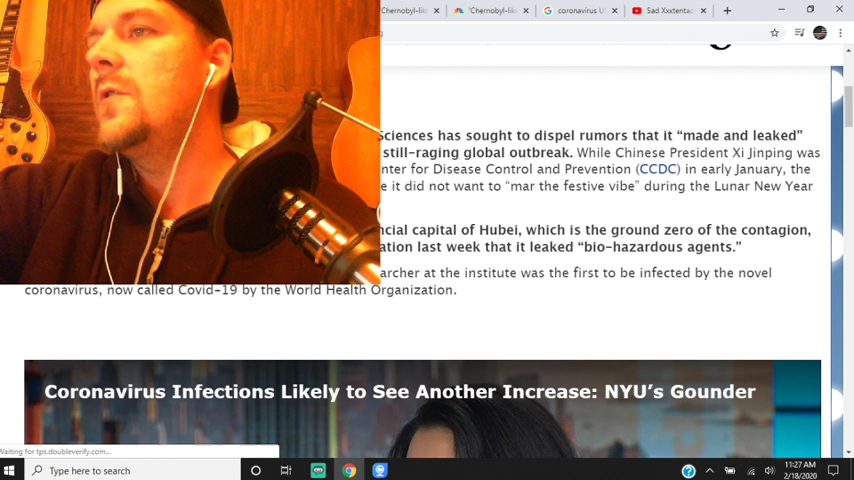 Chernobyl-lik
'Chernobyl-lik
coronavirus U
Sad Xxxtentac
Sciences has sought to dispel rumors that it “made and leaked”
still-raging global outbreak. While Chinese President Xi Jinping was
nter for Disease Control and Prevention (CCDC) in early January, the
e it did not want to “mar the festive vibe” during the Lunar New Year
ncial capital of Hubei, which is the ground zero of the contagion,
ation last week that it leaked “bio-hazardous agents.”
archer at the institute was the first to be infected by the novel
coronavirus, now called Covid-19 by the World Health Organization.
Coronavirus Infections Likely to See Another Increase: NYU’s Gounder
Waiting for tps.doubleverify.com...
Type here to search
11:27 AM
2/18/2020